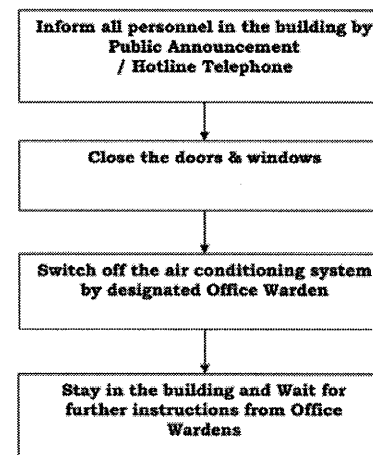 Inform all personnel in the building by
Public Announcement
/ Hotline Telephone
Close the doors & windows
Switch off the air conditioning system
by designated Office Warden
Stay in the building and Wait for
further instructions from Office
Wardens